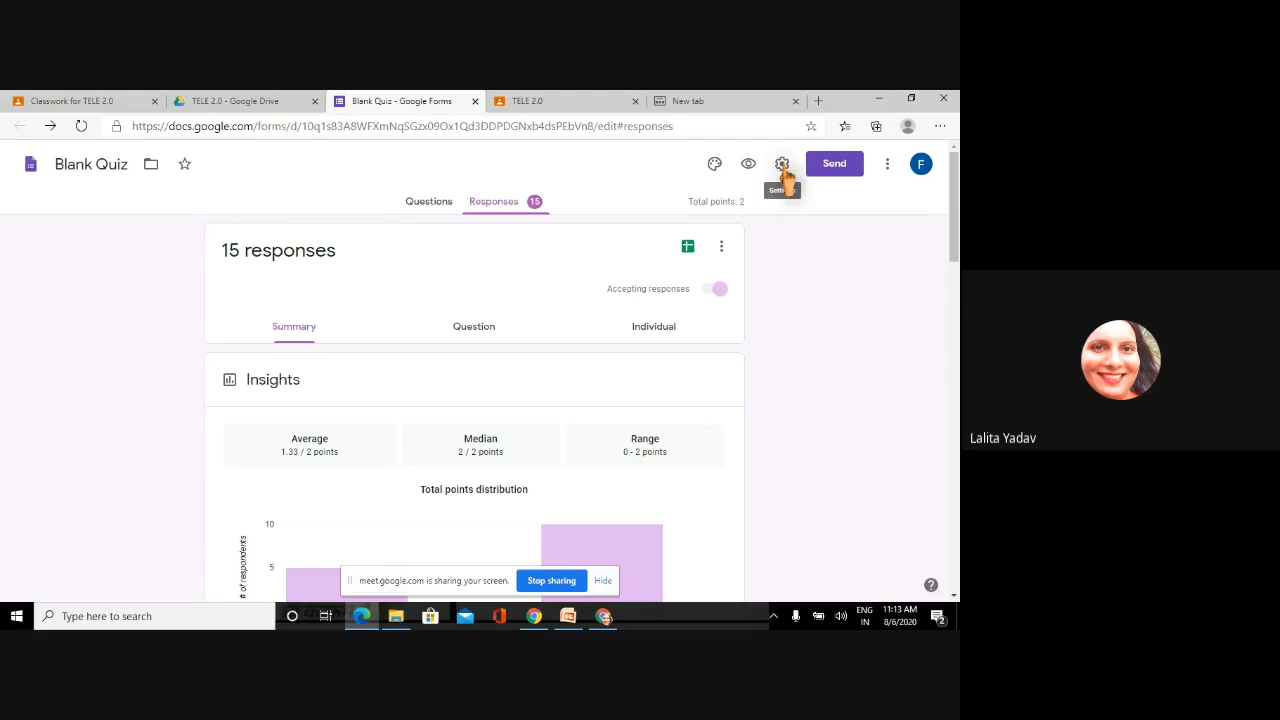 Classwork for TELE 2.0
TELE 2.0 - Google Drive
Blank Quiz - Google Forms
TELE 2.0
New tab
https://docs.google.com/forms/d/10q1s83A8WFXmNqSGzx09Ox1Qd3DDPDGNxb4dsPEbVn8/edit#responses
Blank Quiz
Send
F
Questions
Responses 15
Total points: 2
15 responses
Accepting responses
Summary
Question
Individual
Insights
Average
1.33 / 2 points
Median
2 / 2 points
Range
0 - 2 points
Total points distribution
10
5
# of respondents
meet.google.com is sharing your screen.
Stop sharing
Hide
Type here to search
ENG
IN
11:13 AM
8/6/2020
2
Lalita Yadav